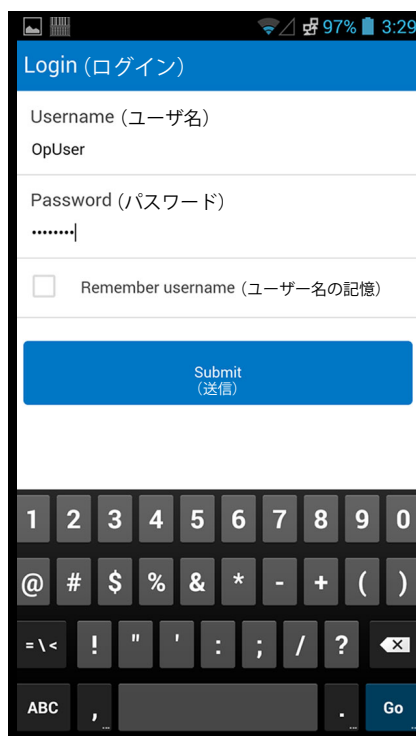 97% 3:29
Login (ログイン)
Username (ユーザ名)
OpUser
Password (パスワード)
••••••••
Remember username (ユーザー名の記憶)
Submit
(送信)
1 2 3 4 5 6 7 8 9 0
@ # $ % & * - + ( )
= \ < ! " ' : ; / ?
ABC , ... . ... Go ...